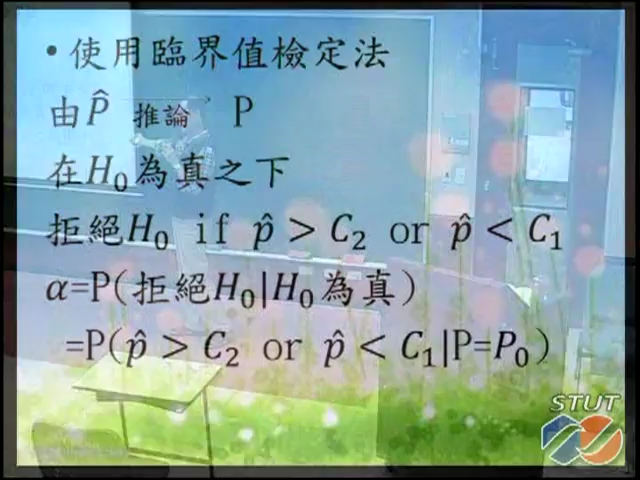 • 使用臨界值檢定法
由P̂ 推論 P
在H₀為真之下
拒絕H₀ if p̂ > C₂ or p̂ < C₁
α=P(拒絕H₀|H₀為真)
=P(p̂ > C₂ or p̂ < C₁|P=P₀)
STUT